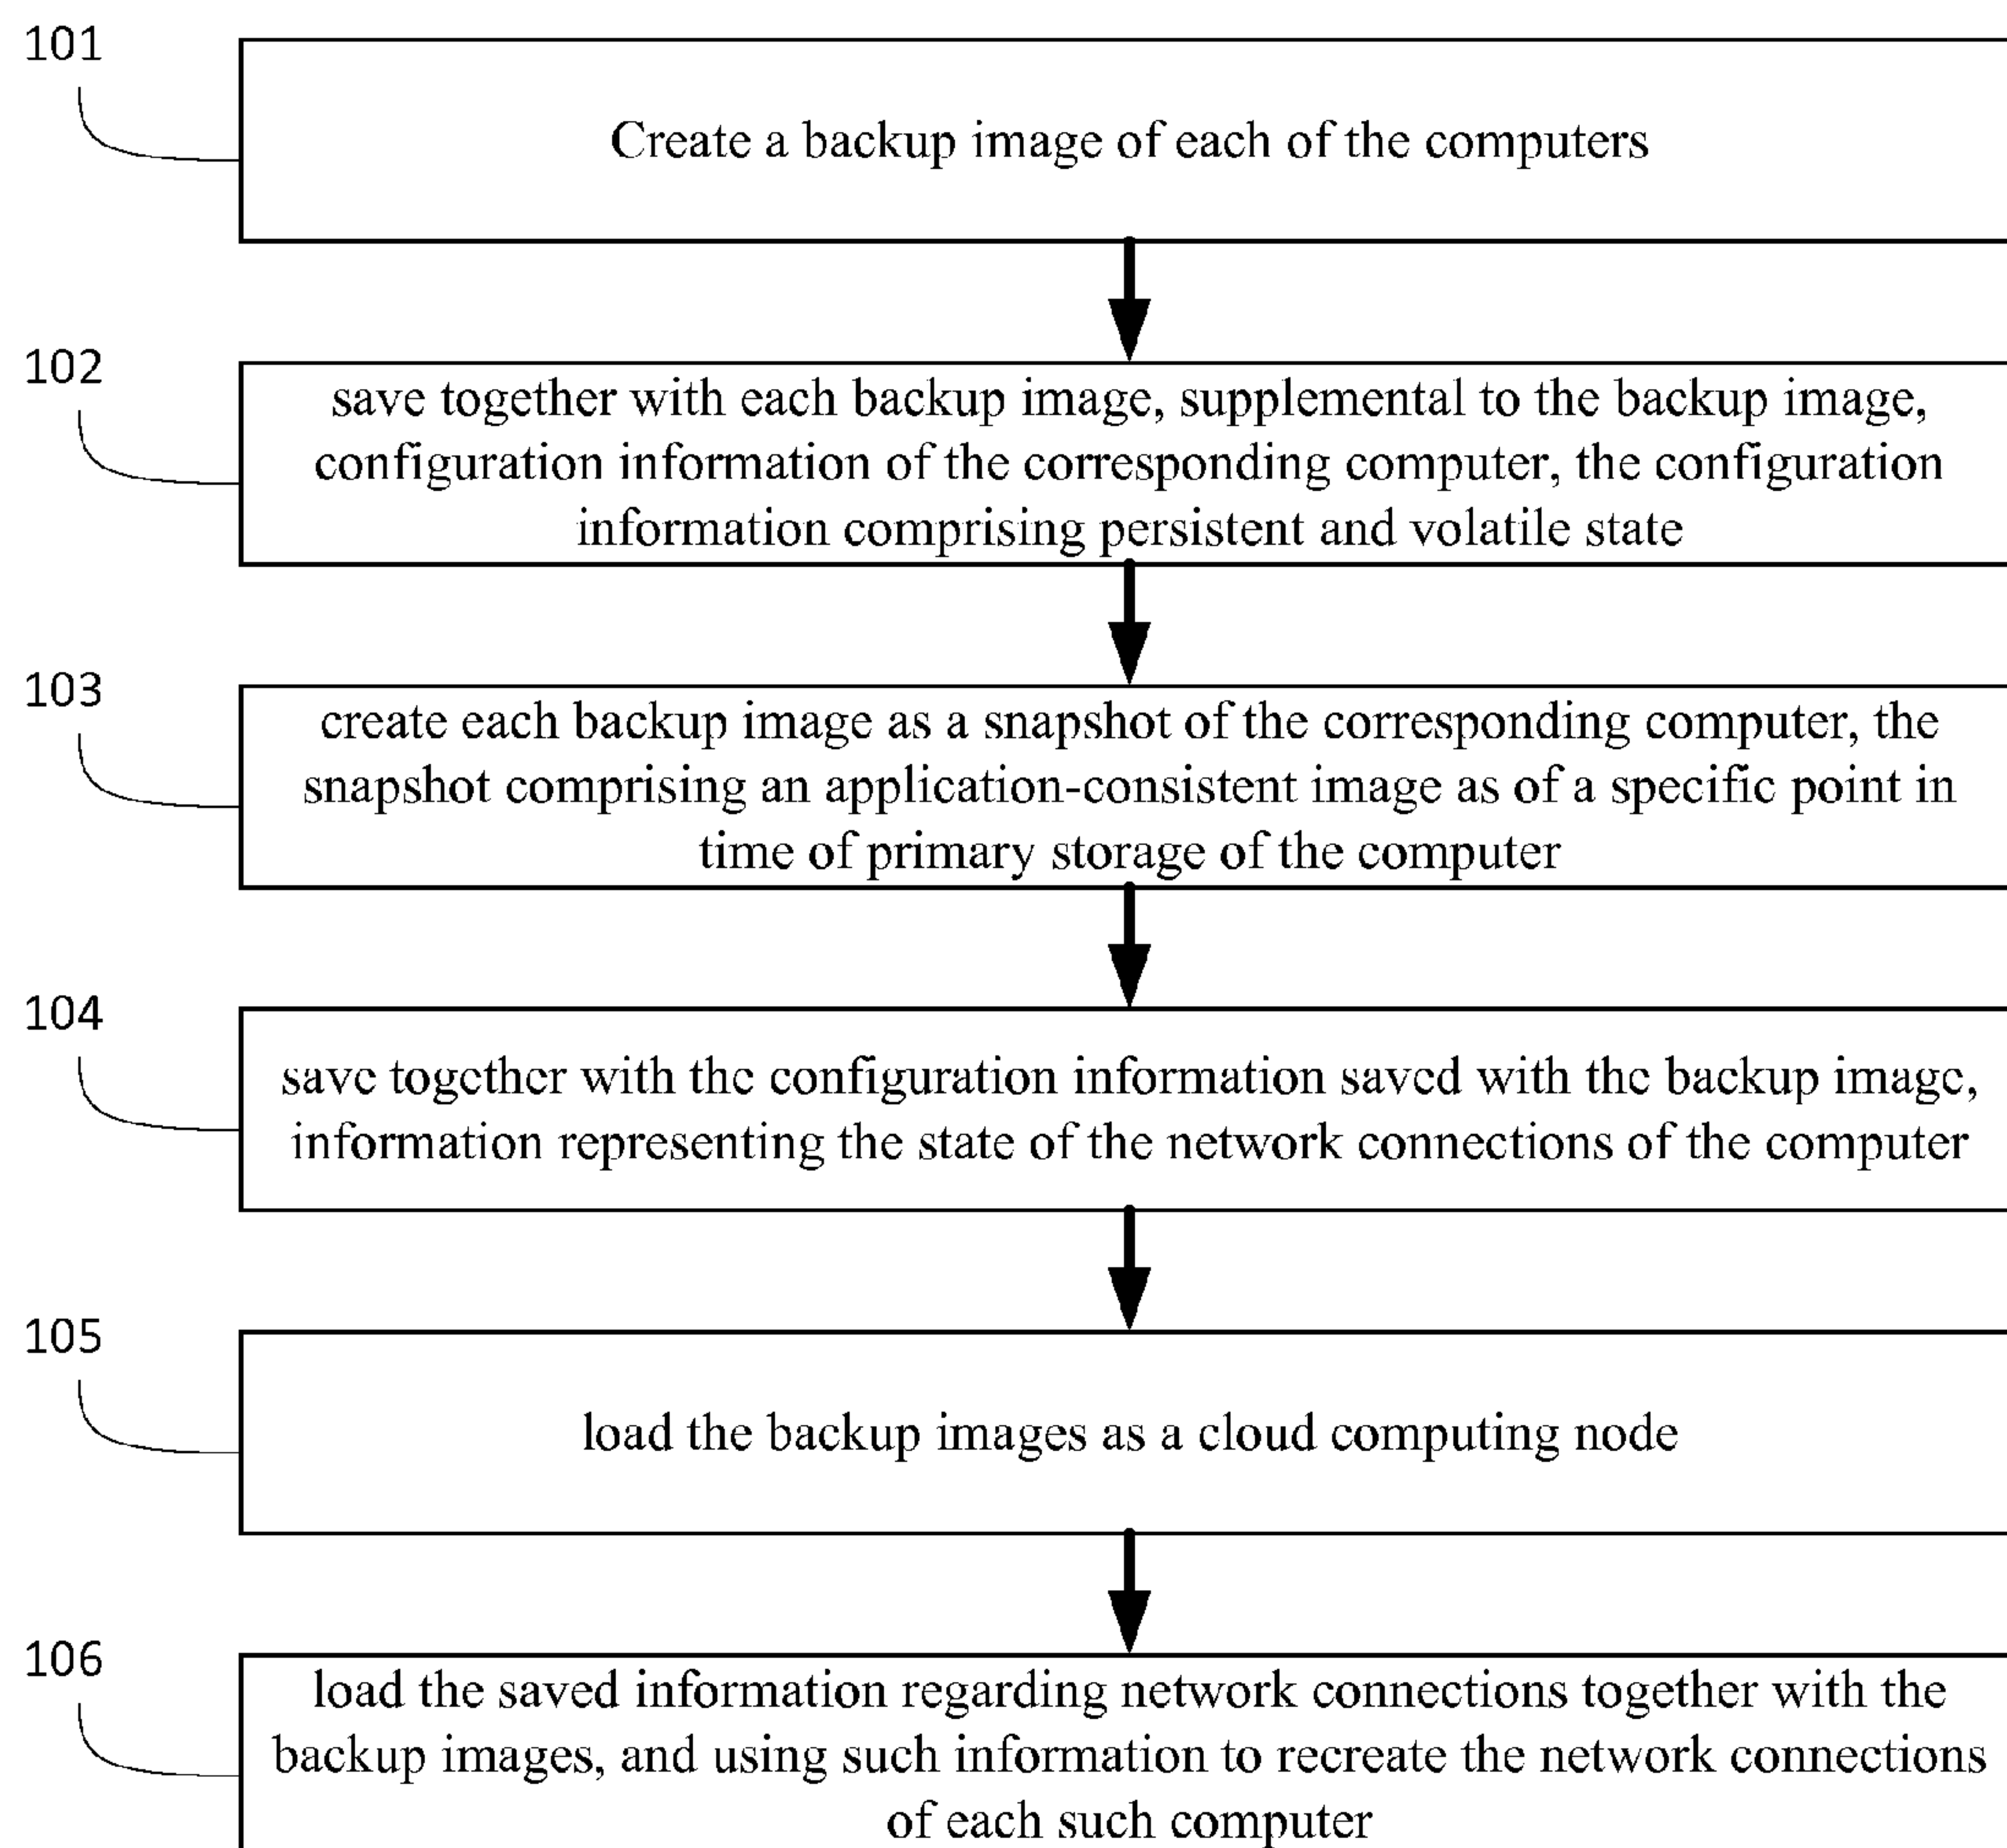 101
Create a backup image of each of the computers
102
save together with each backup image, supplemental to the backup image,
configuration information of the corresponding computer, the configuration
information comprising persistent and volatile state
103
create each backup image as a snapshot of the corresponding computer, the
snapshot comprising an application-consistent image as of a specific point in
time of primary storage of the computer
104
save together with the configuration information saved with the backup image,
information representing the state of the network connections of the computer
105
load the backup images as a cloud computing node
106
load the saved information regarding network connections together with the
backup images, and using such information to recreate the network connections
of each such computer